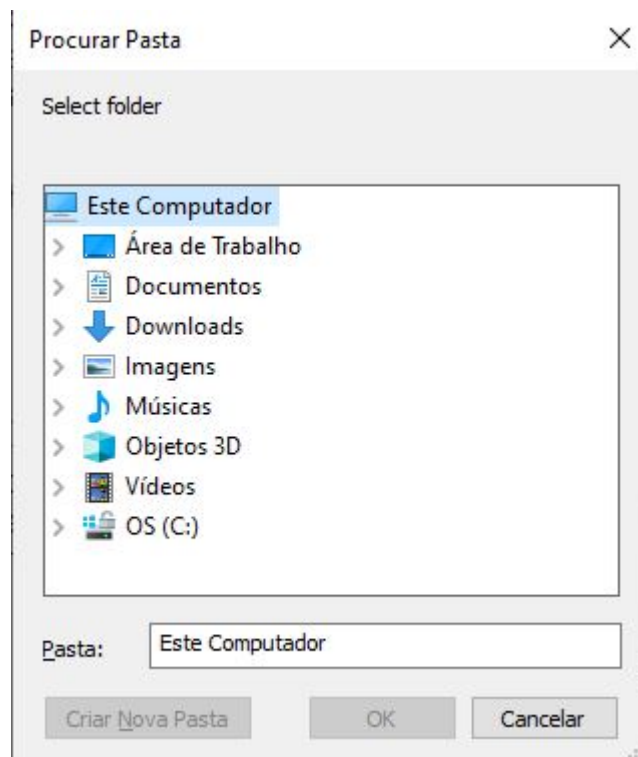 Procurar Pasta
Select folder
Este Computador
Área de Trabalho
Documentos
Downloads
Imagens
Músicas
Objetos 3D
Vídeos
OS (C:)
Pasta: Este Computador
Criar Nova Pasta OK Cancelar